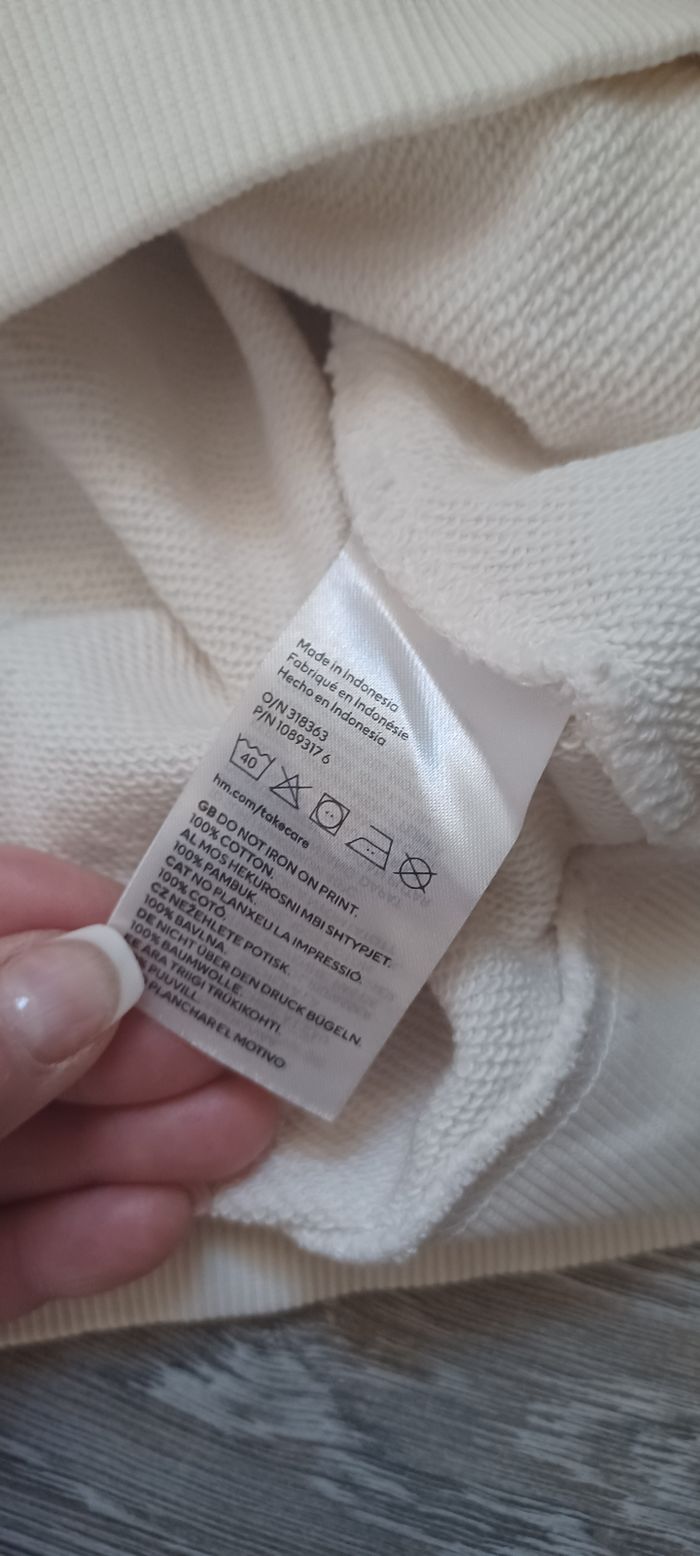 Made in Indonesia
Fabriqué en Indonésie
Hecho en Indonesia
O/N 318363
P/N 1089317 6
40
hm.com/takecare
GB DO NOT IRON ON PRINT.
100% COTTON.
AL MOS HEKUROSNI MBI SHTYPJET.
100% PAMBUK.
CAT NO PLANXEU LA IMPRESSIÓ.
100% COTÓ.
CZ NEŽEHLETE POTISK.
100% BAVLNA.
DE NICHT ÜBER DEN DRUCK BÜGELN.
100% BAUMWOLLE.
EE ÄRA TRIIGI TRÜKIKOHTI.
PUUVILL.
PLANCHAR EL MOTIVO